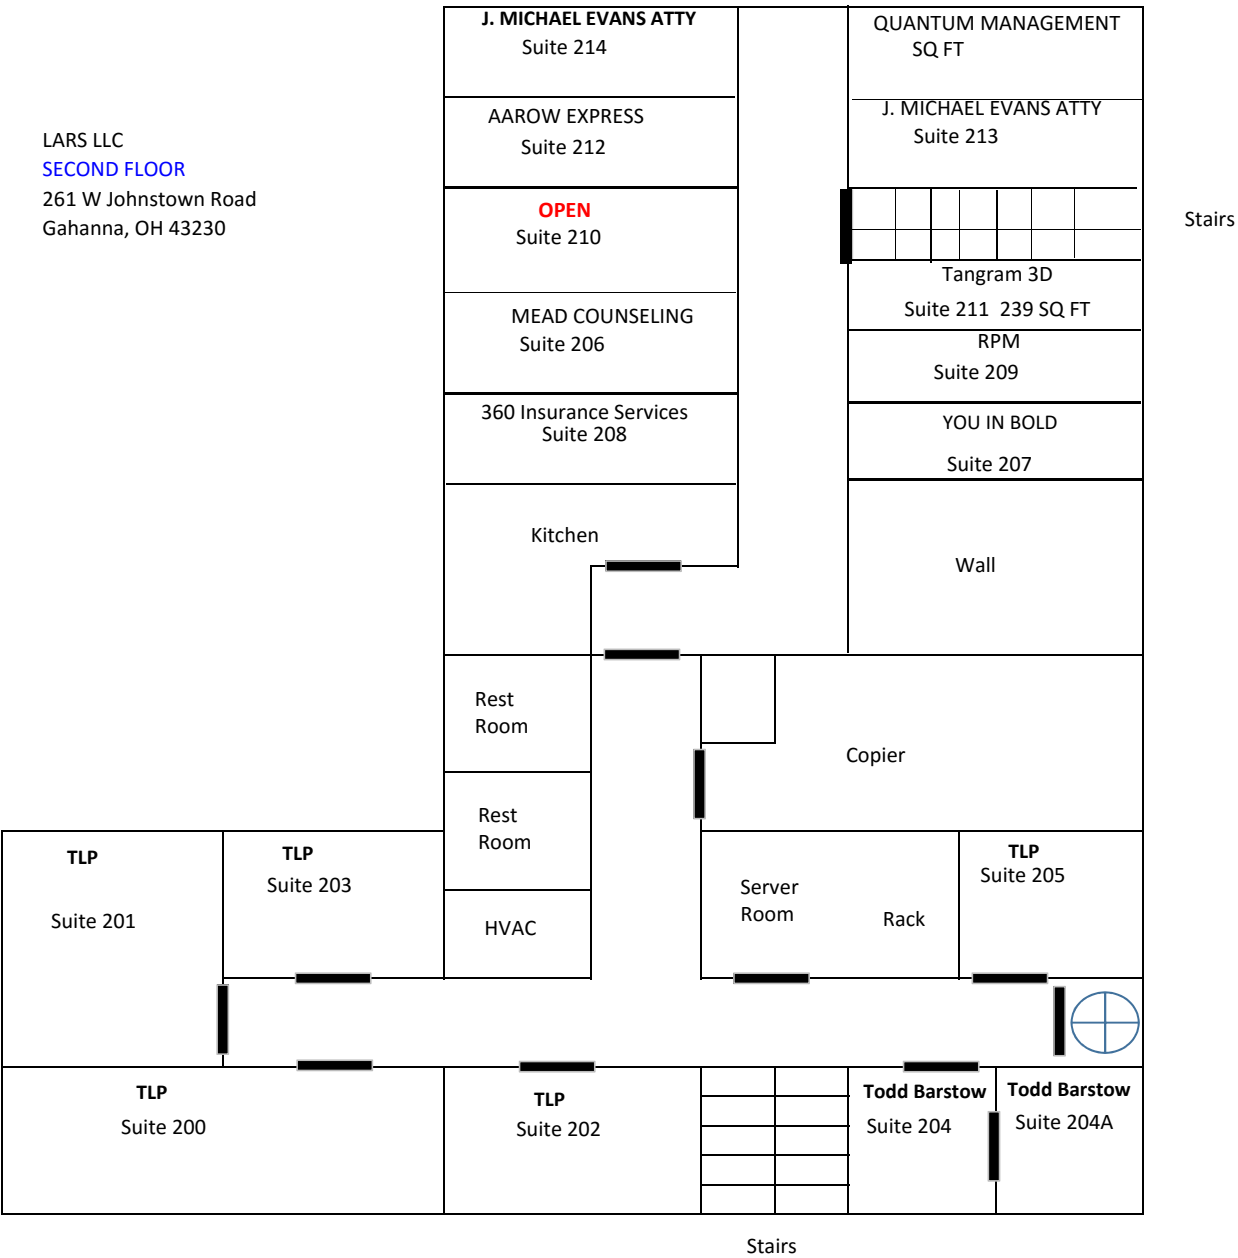 J. MICHAEL EVANS ATTY
Suite 214
QUANTUM MANAGEMENT
SQ FT
AAROW EXPRESS
Suite 212
J. MICHAEL EVANS ATTY
Suite 213
LARS LLC
SECOND FLOOR
261 W Johnstown Road
Gahanna, OH 43230
OPEN
Suite 210
Stairs
Tangram 3D
Suite 211 239 SQ FT
MEAD COUNSELING
Suite 206
RPM
Suite 209
360 Insurance Services
Suite 208
YOU IN BOLD
Suite 207
Kitchen
Wall
Rest
Room
Copier
Rest
Room
TLP
Suite 201
TLP
Suite 203
HVAC
Server
Room
Rack
TLP
Suite 205
TLP
Suite 200
TLP
Suite 202
Todd Barstow
Suite 204
Todd Barstow
Suite 204A
Stairs